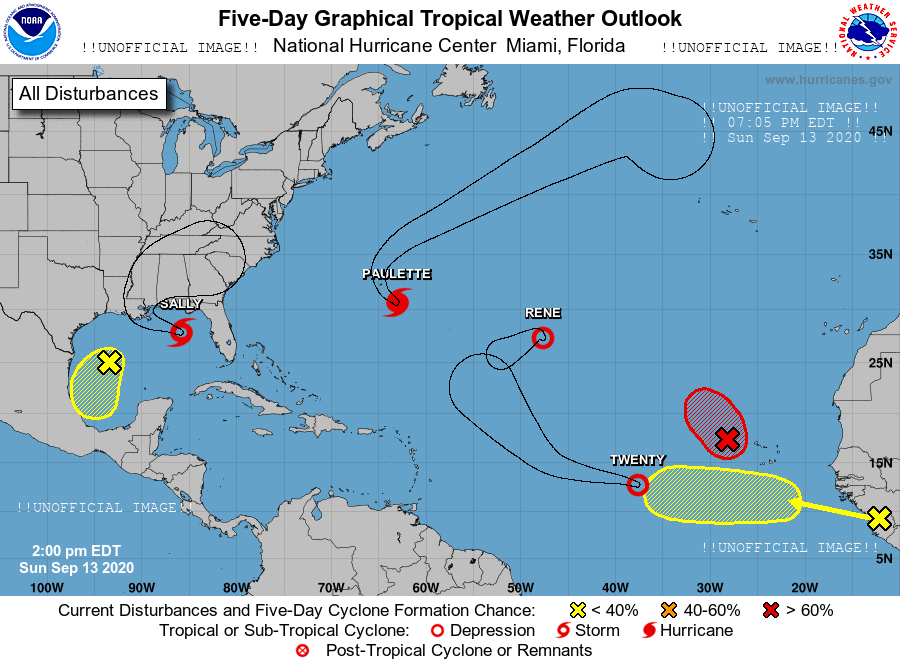 Five-Day Graphical Tropical Weather Outlook
!!UNOFFICIAL IMAGE!! National Hurricane Center Miami, Florida !!UNOFFICIAL IMAGE!!
NOAA
NATIONAL WEATHER SERVICE
All Disturbances
www.hurricanes.gov
!!UNOFFICIAL IMAGE!!
!! 07:05 PM EDT !!
!! Sun Sep 13 2020 !!
45N
35N
PAULETTE
SALLY
RENE
25N
TWENTY
15N
!!UNOFFICIAL IMAGE!!
!!UNOFFICIAL IMAGE!!
2:00 pm EDT
Sun Sep 13 2020
5N
100W 90W 80W 70W 60W 50W 40W 30W 20W
Current Disturbances and Five-Day Cyclone Formation Chance: < 40% 40-60% > 60%
Tropical or Sub-Tropical Cyclone: Depression Storm Hurricane
Post-Tropical Cyclone or Remnants